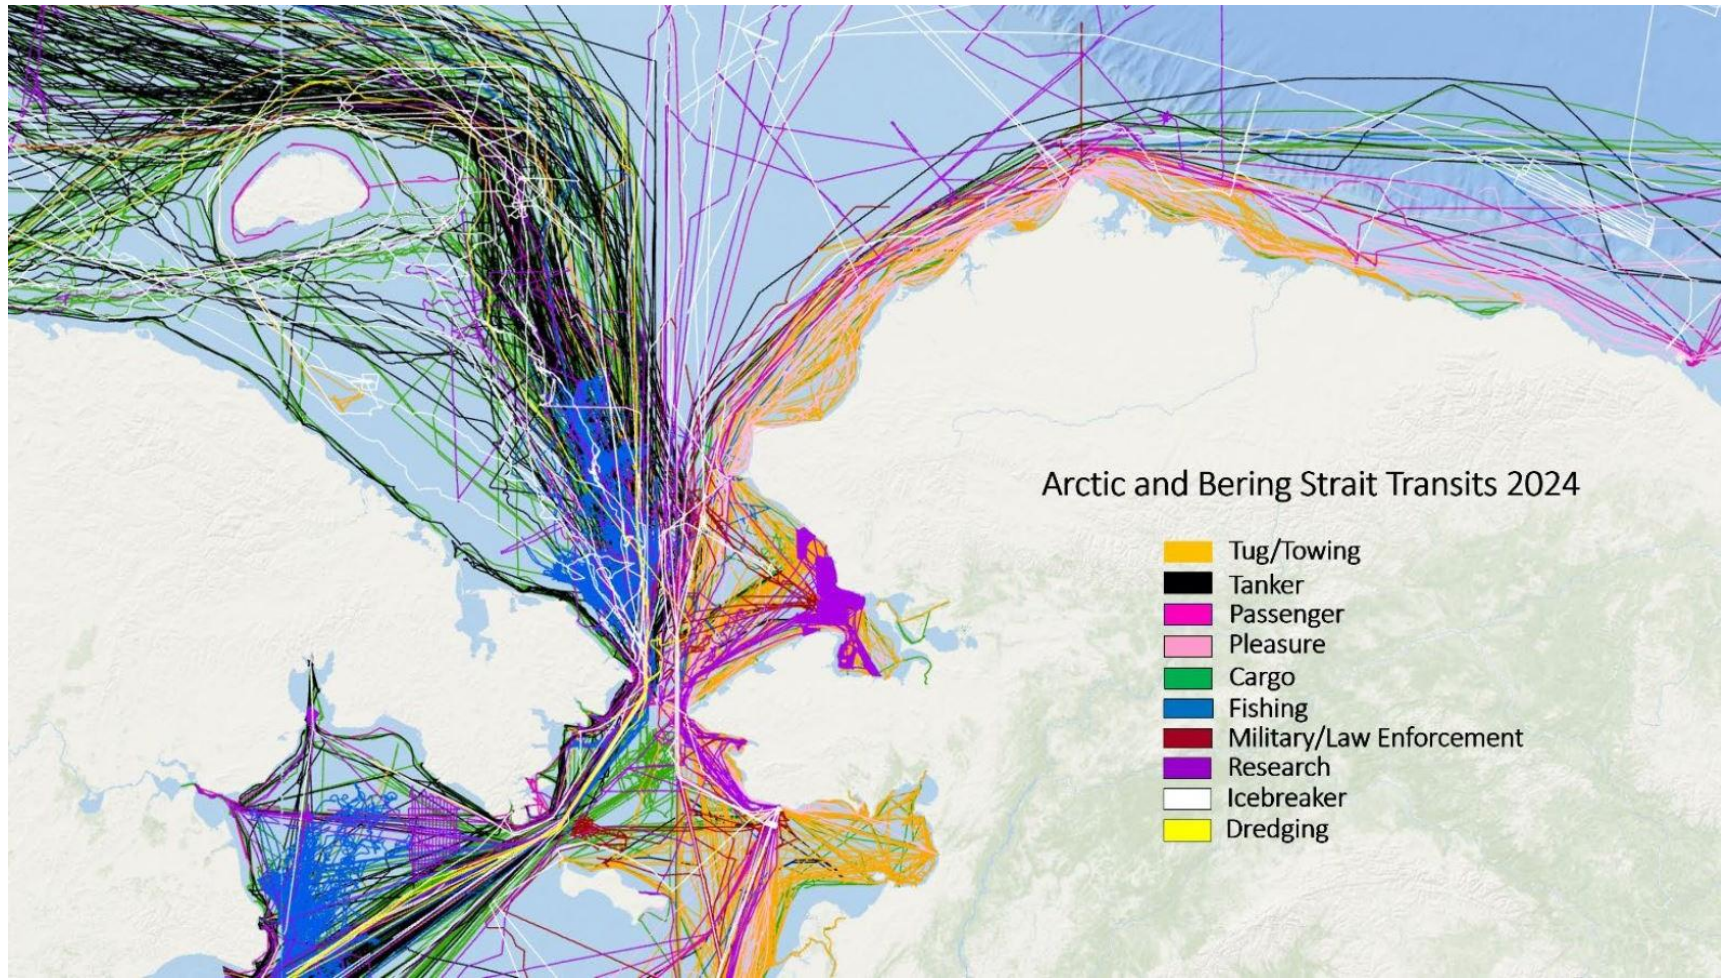 Arctic and Bering Strait Transits 2024
Tug/Towing
Tanker
Passenger
Pleasure
Cargo
Fishing
Military/Law Enforcement
Research
Icebreaker
Dredging